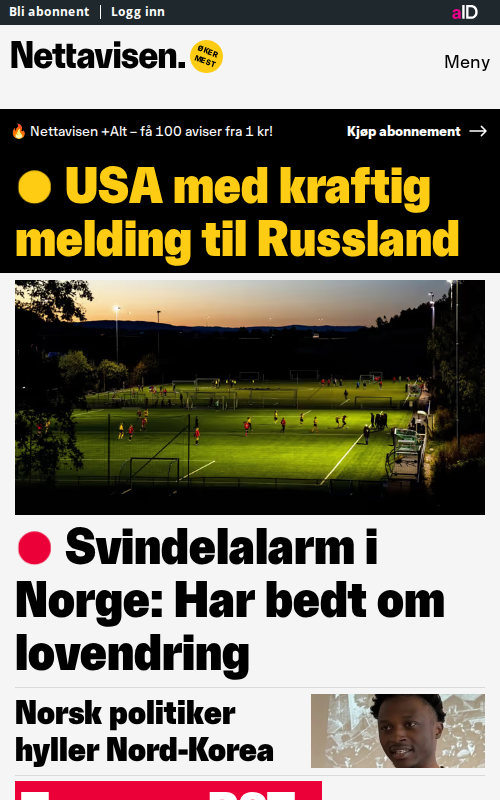 Bli abonnent | Logg inn
aID
Nettavisen.
ØKER
MEST
Meny
Nettavisen +Alt – få 100 aviser fra 1 kr!
Kjøp abonnement
USA med kraftig
melding til Russland
Svindelalarm i
Norge: Har bedt om
lovendring
Norsk politiker
hyller Nord-Korea